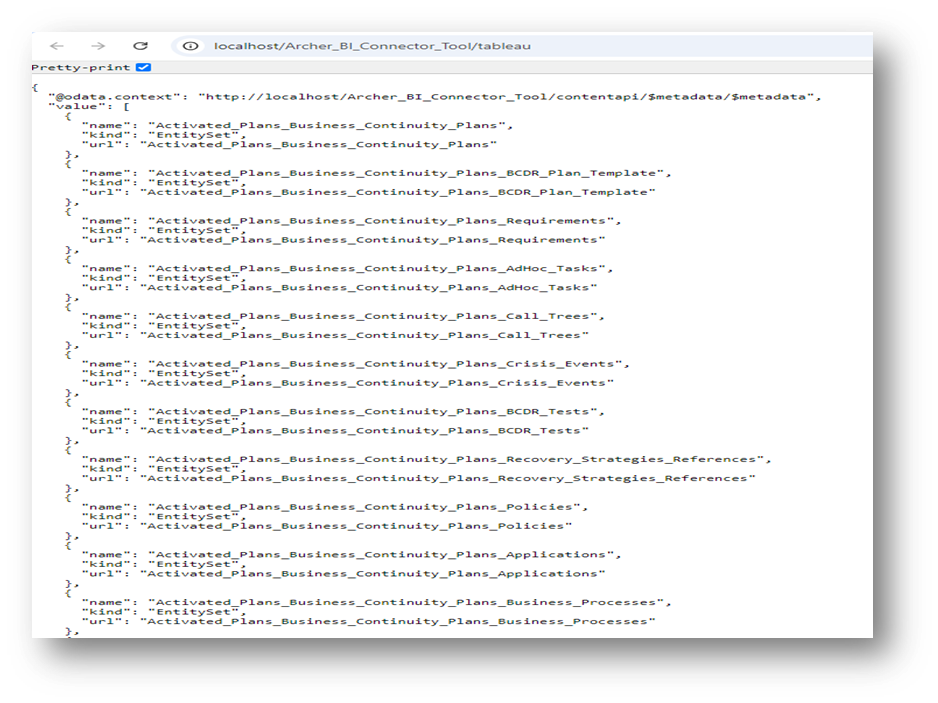 localhost/Archer_BI_Connector_Tool/tableau
Pretty-print
{
"@odata.context": "http://localhost/Archer_BI_Connector_Tool/contentapi/$metadata/$metadata",
"value": [
{
"name": "Activated_Plans_Business_Continuity_Plans",
"kind": "EntitySet",
"url": "Activated_Plans_Business_Continuity_Plans"
},
{
"name": "Activated_Plans_Business_Continuity_Plans_BCDR_Plan_Template",
"kind": "EntitySet",
"url": "Activated_Plans_Business_Continuity_Plans_BCDR_Plan_Template"
},
{
"name": "Activated_Plans_Business_Continuity_Plans_Requirements",
"kind": "EntitySet",
"url": "Activated_Plans_Business_Continuity_Plans_Requirements"
},
{
"name": "Activated_Plans_Business_Continuity_Plans_AdHoc_Tasks",
"kind": "EntitySet",
"url": "Activated_Plans_Business_Continuity_Plans_AdHoc_Tasks"
},
{
"name": "Activated_Plans_Business_Continuity_Plans_Call_Trees",
"kind": "EntitySet",
"url": "Activated_Plans_Business_Continuity_Plans_Call_Trees"
},
{
"name": "Activated_Plans_Business_Continuity_Plans_Crisis_Events",
"kind": "EntitySet",
"url": "Activated_Plans_Business_Continuity_Plans_Crisis_Events"
},
{
"name": "Activated_Plans_Business_Continuity_Plans_BCDR_Tests",
"kind": "EntitySet",
"url": "Activated_Plans_Business_Continuity_Plans_BCDR_Tests"
},
{
"name": "Activated_Plans_Business_Continuity_Plans_Recovery_Strategies_References",
"kind": "EntitySet",
"url": "Activated_Plans_Business_Continuity_Plans_Recovery_Strategies_References"
},
{
"name": "Activated_Plans_Business_Continuity_Plans_Policies",
"kind": "EntitySet",
"url": "Activated_Plans_Business_Continuity_Plans_Policies"
},
{
"name": "Activated_Plans_Business_Continuity_Plans_Applications",
"kind": "EntitySet",
"url": "Activated_Plans_Business_Continuity_Plans_Applications"
},
{
"name": "Activated_Plans_Business_Continuity_Plans_Business_Processes",
"kind": "EntitySet",
"url": "Activated_Plans_Business_Continuity_Plans_Business_Processes"
},